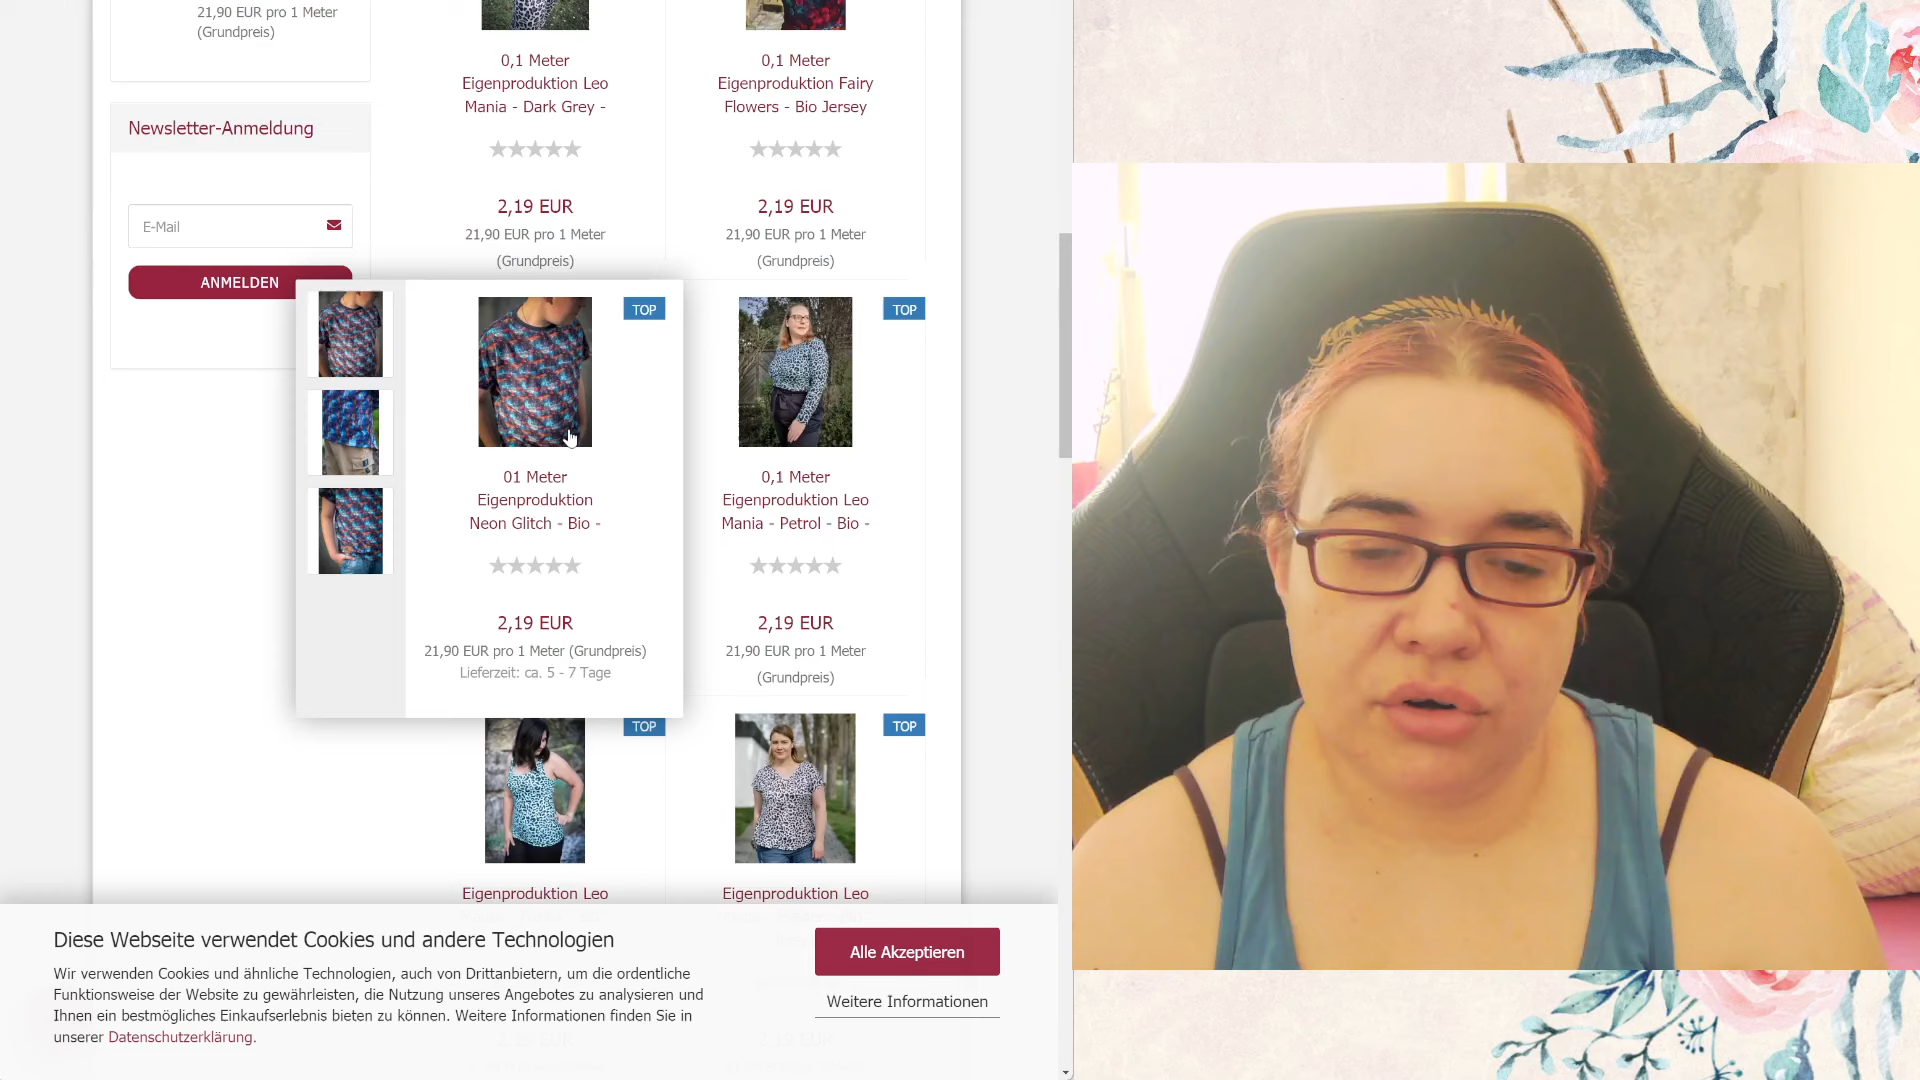 21,90 EUR pro 1 Meter
(Grundpreis)
Newsletter-Anmeldung
E-Mail
ANMELDEN
0,1 Meter
Eigenproduktion Leo
Mania - Dark Grey -
2,19 EUR
21,90 EUR pro 1 Meter
(Grundpreis)
0,1 Meter
Eigenproduktion Fairy
Flowers - Bio Jersey
2,19 EUR
21,90 EUR pro 1 Meter
(Grundpreis)
TOP
01 Meter
Eigenproduktion
Neon Glitch - Bio -
2,19 EUR
21,90 EUR pro 1 Meter (Grundpreis)
Lieferzeit: ca. 5 - 7 Tage
TOP
0,1 Meter
Eigenproduktion Leo
Mania - Petrol - Bio -
2,19 EUR
21,90 EUR pro 1 Meter
(Grundpreis)
TOP
Eigenproduktion Leo
TOP
Eigenproduktion Leo
Diese Webseite verwendet Cookies und andere Technologien
Wir verwenden Cookies und ähnliche Technologien, auch von Drittanbietern, um die ordentliche
Funktionsweise der Website zu gewährleisten, die Nutzung unseres Angebotes zu analysieren und
Ihnen ein bestmögliches Einkaufserlebnis bieten zu können. Weitere Informationen finden Sie in
unserer Datenschutzerklärung.
Alle Akzeptieren
Weitere Informationen